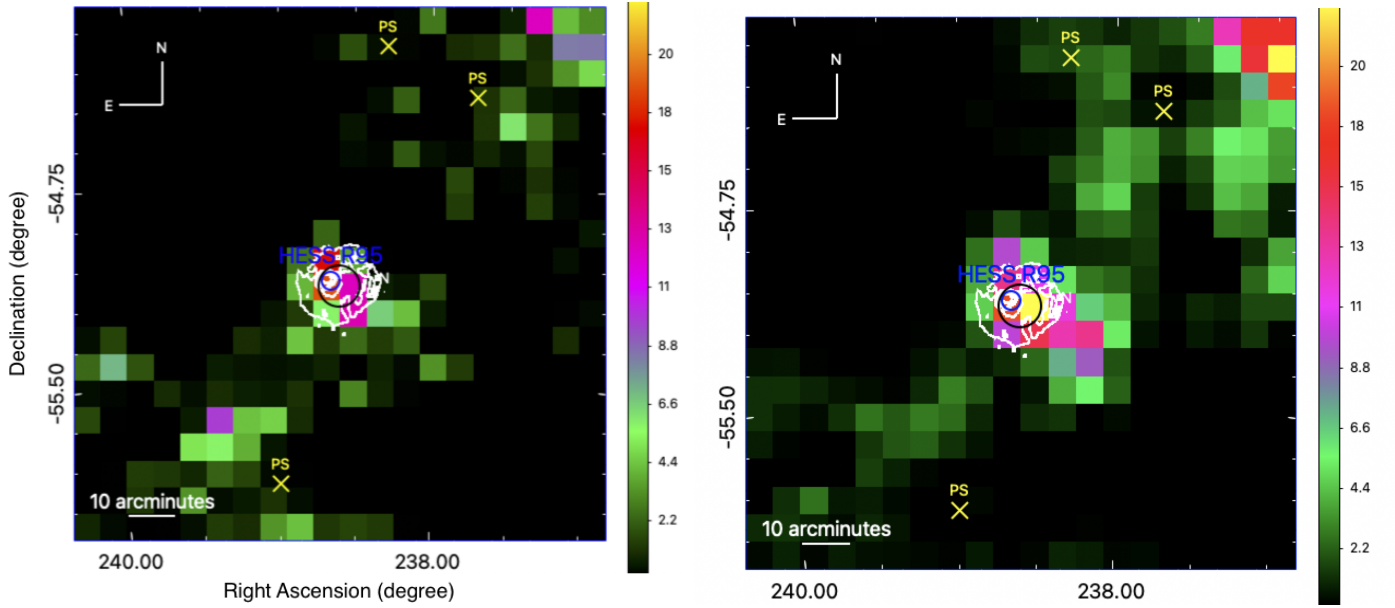 PS
PS
N
E
HESS R95
N
PS
10 arcminutes
-54.75
-55.50
240.00
238.00
Declination (degree)
Right Ascension (degree)
20
18
15
13
11
8.8
6.6
4.4
2.2
PS
PS
N
E
HESS R95
N
PS
10 arcminutes
-54.75
-55.50
240.00
238.00
20
18
15
13
11
8.8
6.6
4.4
2.2